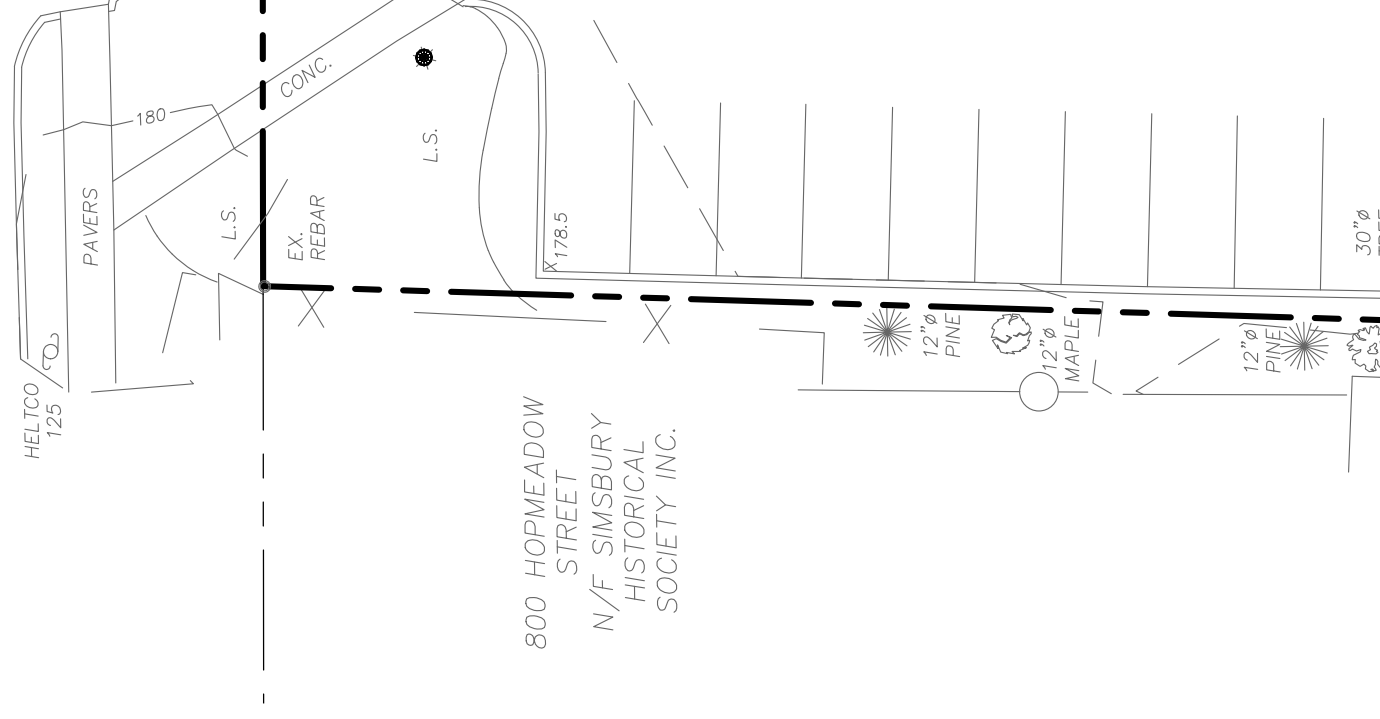 CONC.
180
L.S.
PAVERS
L.S.
EX.
REBAR
X178.5
30"ø
12"ø
PINE
12"ø
MAPLE
12"ø
PINE
HELTCO
125
800 HOPMEADOW
STREET
N/F SIMSBURY
HISTORICAL
SOCIETY INC.